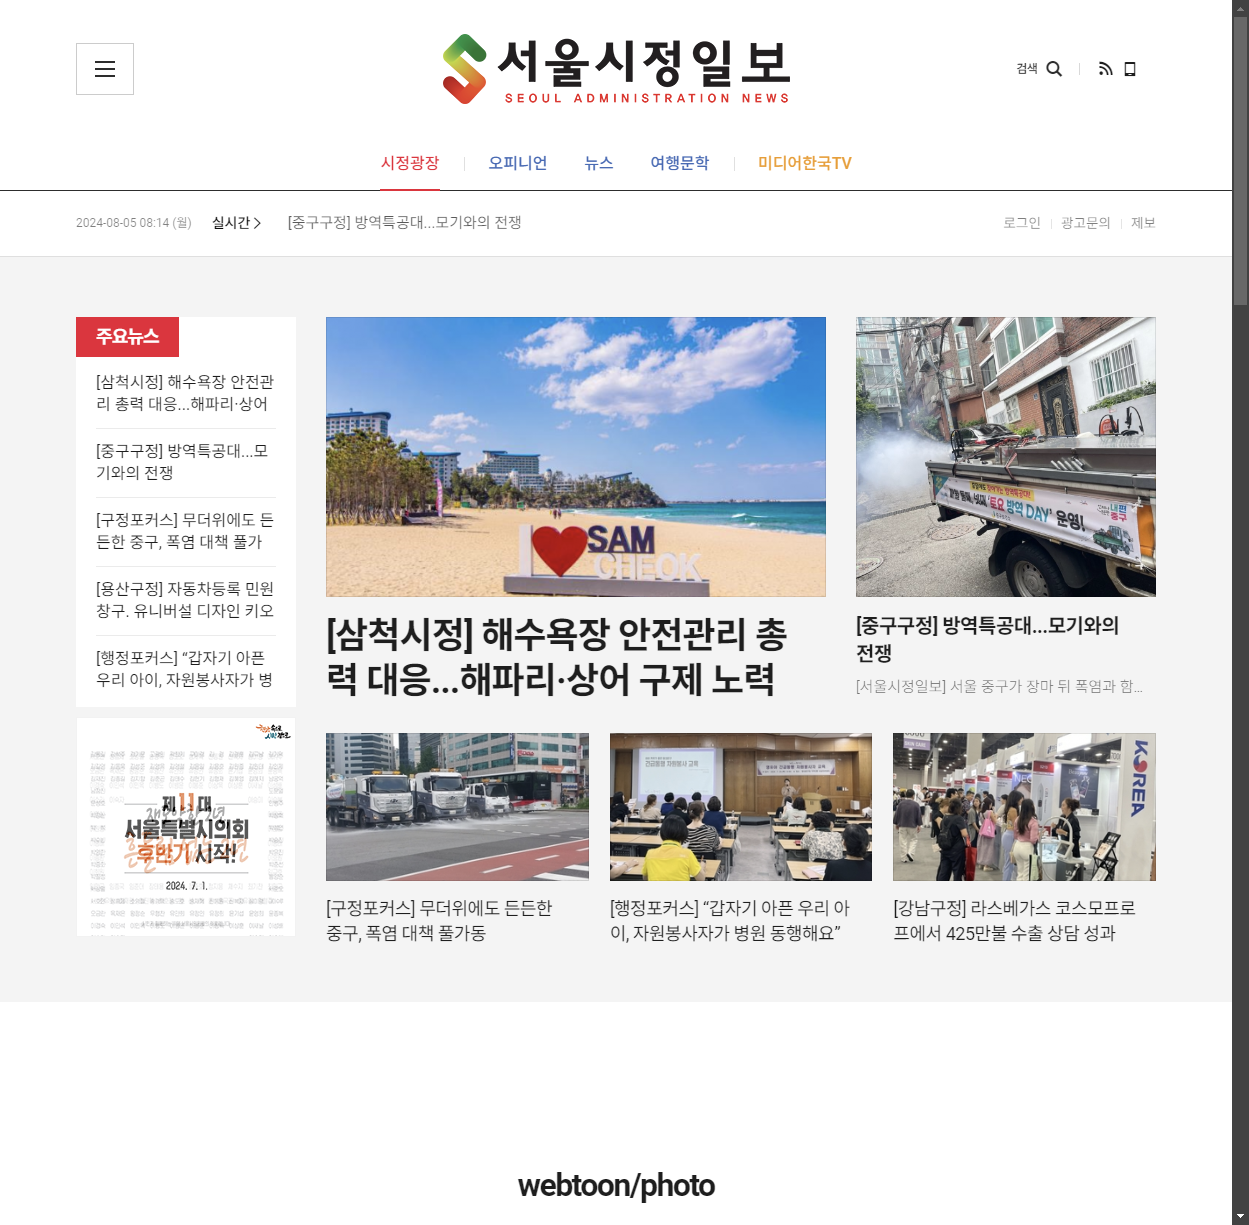 서울시정일보
SEOUL ADMINISTRATION NEWS
검색
시정광장
오피니언
뉴스
여행문학
미디어한국TV
2024-08-05 08:14 (월)
실시간
[중구구정] 방역특공대...모기와의 전쟁
로그인
광고문의
제보
주요뉴스
[삼척시정] 해수욕장 안전관
리 총력 대응...해파리·상어
[중구구정] 방역특공대...모
기와의 전쟁
[구정포커스] 무더위에도 든
든한 중구, 폭염 대책 풀가
[용산구정] 자동차등록 민원
창구. 유니버설 디자인 키오
[행정포커스] “갑자기 아픈
우리 아이, 자원봉사자가 병
제11대
서울특별시의회
후반기 시작!
2024. 7. 1.
I SAM
CHEOK
[삼척시정] 해수욕장 안전관리 총
력 대응...해파리·상어 구제 노력
'토요 방역 DAY' 운영!
[중구구정] 방역특공대...모기와의
전쟁
[서울시정일보] 서울 중구가 장마 뒤 폭염과 함...
[구정포커스] 무더위에도 든든한
중구, 폭염 대책 풀가동
[행정포커스] “갑자기 아픈 우리 아
이, 자원봉사자가 병원 동행해요”
KOREA
[강남구정] 라스베가스 코스모프로
프에서 425만불 수출 상담 성과
webtoon/photo